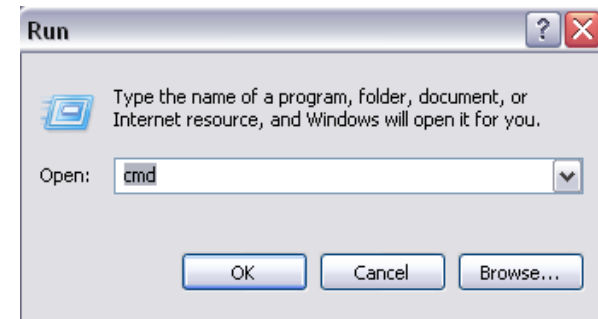 Run
Type the name of a program, folder, document, or
Internet resource, and Windows will open it for you.
Open: cmd
OK Cancel Browse...